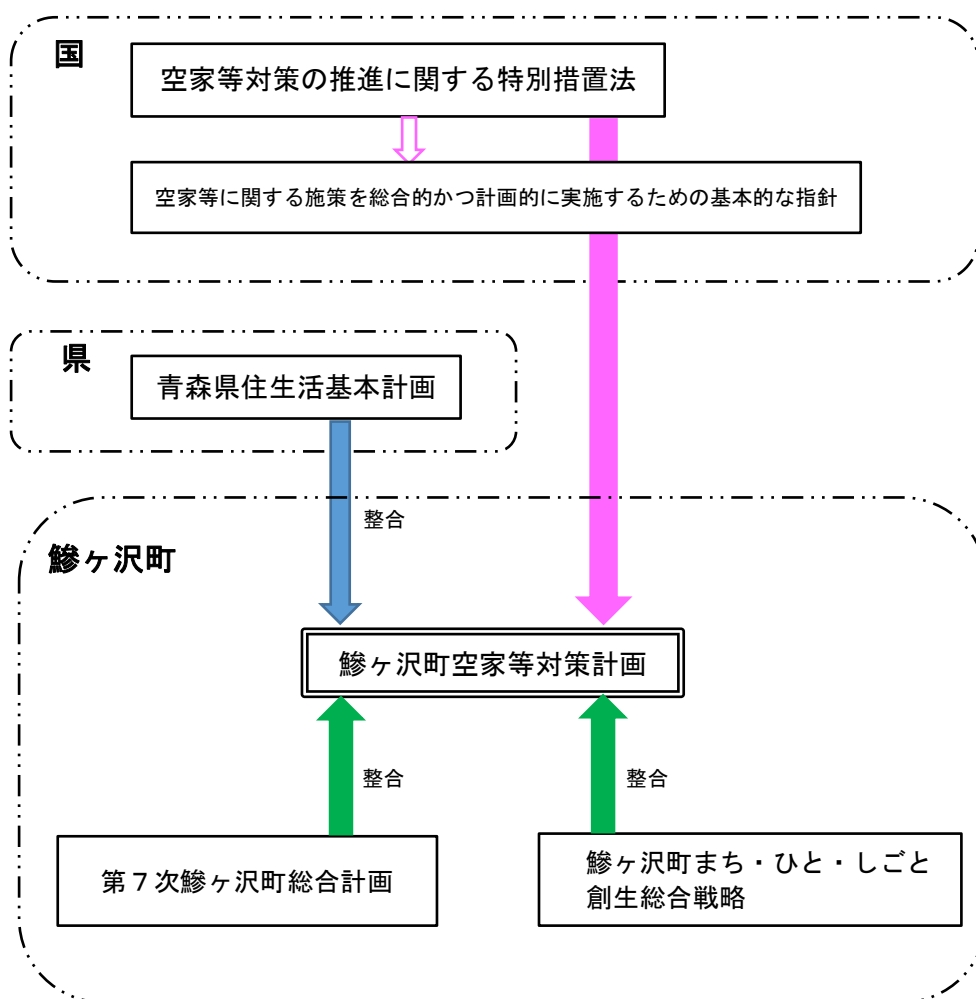 国
空家等対策の推進に関する特別措置法
空家等に関する施策を総合的かつ計画的に実施するための基本的な指針
県
青森県住生活基本計画
整合
鰺ヶ沢町
鰺ヶ沢町空家等対策計画
整合
整合
第７次鰺ヶ沢町総合計画
鰺ヶ沢町まち・ひと・しごと
創生総合戦略